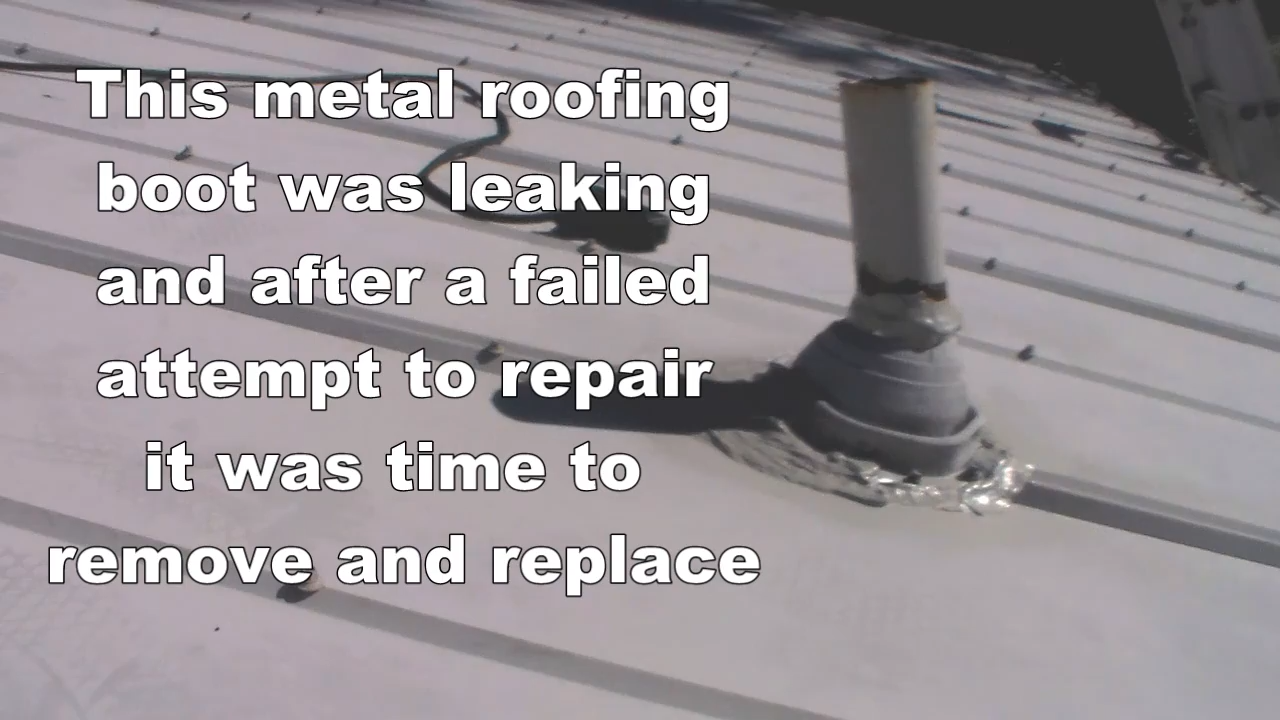 This metal roofing
boot was leaking
and after a failed
attempt to repair
it was time to
remove and replace